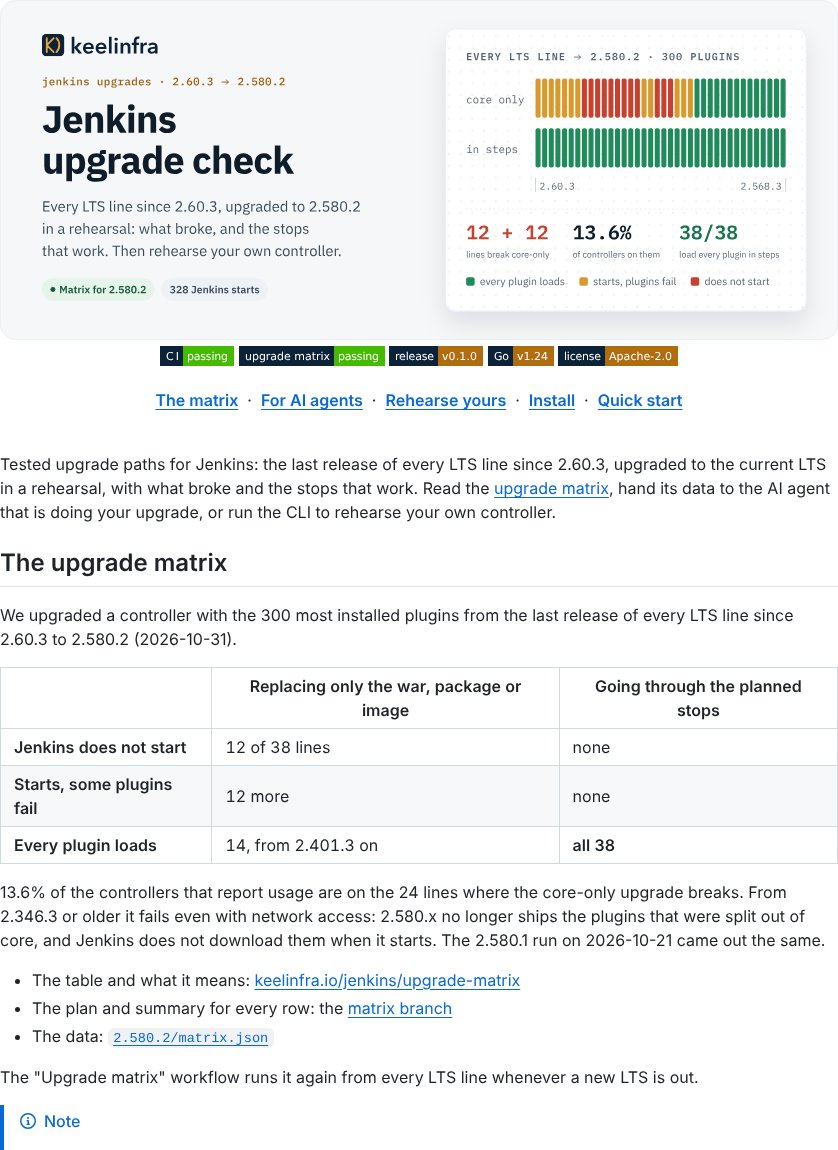 keelinfra
jenkins upgrades · 2.60.3 → 2.580.2
Jenkins
upgrade check
Every LTS line since 2.60.3, upgraded to 2.580.2
in a rehearsal: what broke, and the stops
that work. Then rehearse your own controller.
Matrix for 2.580.2
328 Jenkins starts
EVERY LTS LINE → 2.580.2 · 300 PLUGINS
core only
in steps
2.60.3
2.568.3
12 + 12
13.6%
38/38
lines break core-only
of controllers on them
load every plugin in steps
every plugin loads
starts, plugins fail
does not start
CI passing
upgrade matrix passing
release v0.1.0
Go v1.24
license Apache-2.0
The matrix · For AI agents · Rehearse yours · Install · Quick start
Tested upgrade paths for Jenkins: the last release of every LTS line since 2.60.3, upgraded to the current LTS
in a rehearsal, with what broke and the stops that work. Read the upgrade matrix, hand its data to the AI agent
that is doing your upgrade, or run the CLI to rehearse your own controller.
The upgrade matrix
We upgraded a controller with the 300 most installed plugins from the last release of every LTS line since
2.60.3 to 2.580.2 (2026-10-31).
Replacing only the war, package or
image
Going through the planned
stops
Jenkins does not start
12 of 38 lines
none
Starts, some plugins
fail
12 more
none
Every plugin loads
14, from 2.401.3 on
all 38
13.6% of the controllers that report usage are on the 24 lines where the core-only upgrade breaks. From
2.346.3 or older it fails even with network access: 2.580.x no longer ships the plugins that were split out of
core, and Jenkins does not download them when it starts. The 2.580.1 run on 2026-10-21 came out the same.
• The table and what it means: keelinfra.io/jenkins/upgrade-matrix
• The plan and summary for every row: the matrix branch
• The data: 2.580.2/matrix.json
The "Upgrade matrix" workflow runs it again from every LTS line whenever a new LTS is out.
Note